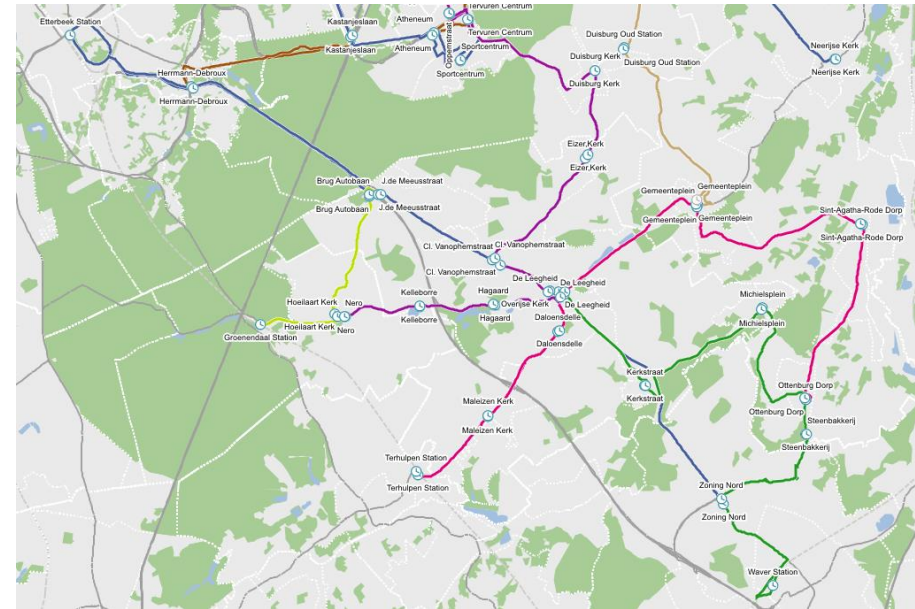 Etterbeek Station
Kastanjeslaan
Kastanjeslaan
Atheneum
Atheneum
Oppemstraat
Tervuren Centrum
Tervuren Centrum
Sportcentrum
Sportcentrum
Duisburg Oud Station
Duisburg Oud Station
Duisburg Kerk
Duisburg Kerk
Neerijse Kerk
Neerijse Kerk
Herrmann-Debroux
Herrmann-Debroux
Eizer Kerk
Eizer Kerk
Brug Autobaan
Brug Autobaan
J.de Meeusstraat
J.de Meeusstraat
Gemeenteplein
Gemeenteplein
Gemeenteplein
Gemeenteplein
Sint-Agatha-Rode Dorp
Sint-Agatha-Rode Dorp
Cl. Vanophemstraat
Cl. Vanophemstraat
Cl. Vanophemstraat
De Leegheid
De Leegheid
De Leegheid
Hoeilaart Kerk
Hoeilaart Kerk
Nero
Nero
Kelleborre
Kelleborre
Hagaard
Hagaard
Overijse Kerk
Groenendaal Station
Daloensdelle
Daloensdelle
Michielsplein
Michielsplein
Kerkstraat
Kerkstraat
Ottenburg Dorp
Ottenburg Dorp
Maleizen Kerk
Maleizen Kerk
Steenbakkerij
Steenbakkerij
Terhulpen Station
Terhulpen Station
Zoning Nord
Zoning Nord
Waver Station